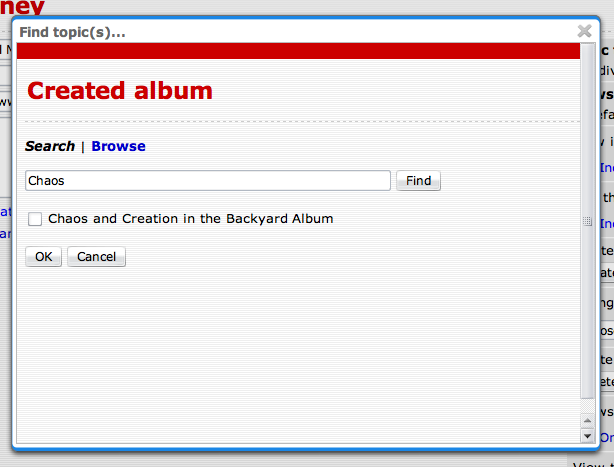 ney
Find topic(s)...
Created album
Search | Browse
Chaos
Find
Chaos and Creation in the Backyard Album
OK
Cancel